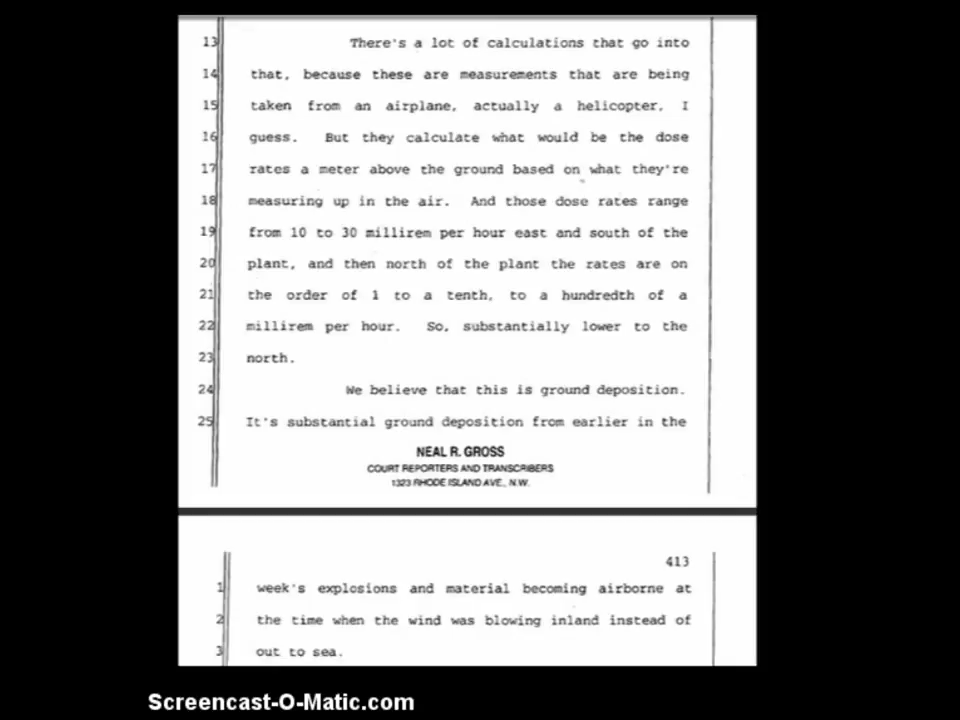 13 There's a lot of calculations that go into
14 that, because these are measurements that are being
15 taken from an airplane, actually a helicopter, I
16 guess. But they calculate what would be the dose
17 rates a meter above the ground based on what they're
18 measuring up in the air. And those dose rates range
19 from 10 to 30 millirem per hour east and south of the
20 plant, and then north of the plant the rates are on
21 the order of 1 to a tenth, to a hundredth of a
22 millirem per hour. So, substantially lower to the
23 north.
24 We believe that this is ground deposition.
25 It's substantial ground deposition from earlier in the
NEAL R. GROSS
COURT REPORTERS AND TRANSCRIBERS
1323 RHODE ISLAND AVE., N.W.
413
1 week's explosions and material becoming airborne at
2 the time when the wind was blowing inland instead of
3 out to sea.
Screencast-O-Matic.com